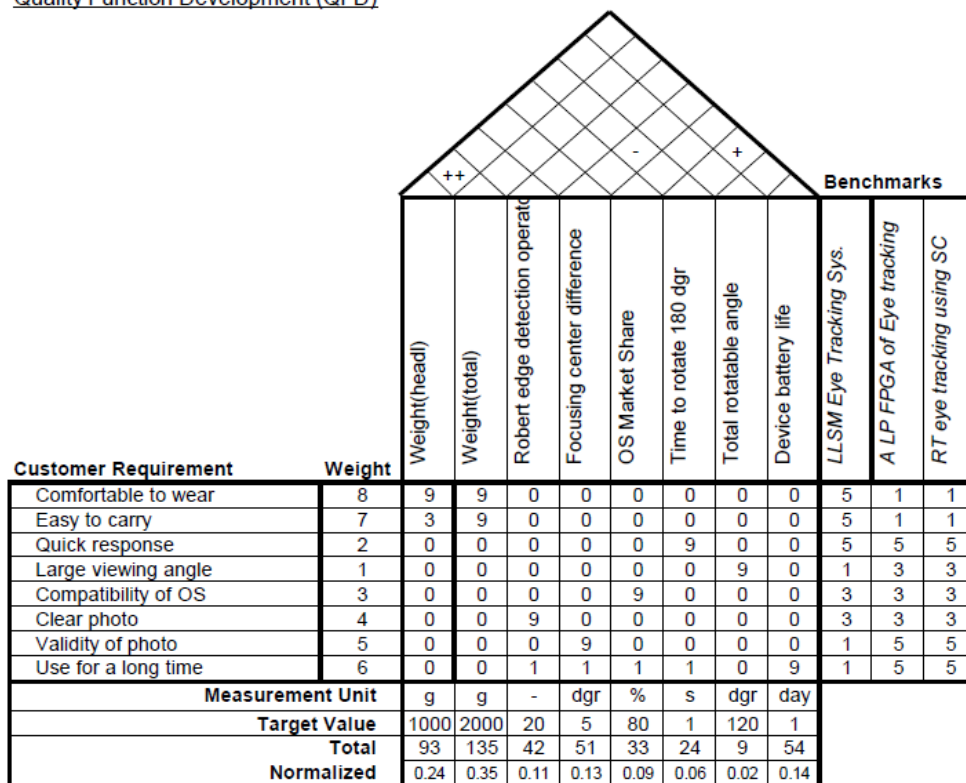 Quality Function Development (QFD)
-
+
++
Benchmarks
Weight(headl)
Weight(total)
Robert edge detection operato
Focusing center difference
OS Market Share
Time to rotate 180 dgr
Total rotatable angle
Device battery life
LLSM Eye Tracking Sys.
A LP FPGA of Eye tracking
RT eye tracking using SC
Customer Requirement Weight
Comfortable to wear 8 9 9 0 0 0 0 0 0 5 1 1
Easy to carry 7 3 9 0 0 0 0 0 0 5 1 1
Quick response 2 0 0 0 0 0 9 0 0 5 5 5
Large viewing angle 1 0 0 0 0 0 0 9 0 1 3 3
Compatibility of OS 3 0 0 0 0 9 0 0 0 3 3 3
Clear photo 4 0 0 9 0 0 0 0 0 3 3 3
Validity of photo 5 0 0 0 9 0 0 0 0 1 5 5
Use for a long time 6 0 0 1 1 1 1 0 9 1 5 5
Measurement Unit g g - dgr % s dgr day
Target Value 1000 2000 20 5 80 1 120 1
Total 93 135 42 51 33 24 9 54
Normalized 0.24 0.35 0.11 0.13 0.09 0.06 0.02 0.14